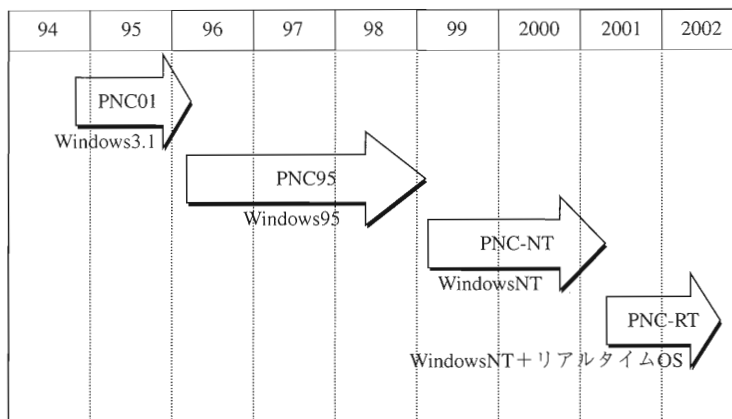 94 95 96 97 98 99 2000 2001 2002
PNC01
Windows3.1
PNC95
Windows95
PNC-NT
WindowsNT
PNC-RT
WindowsNT＋リアルタイムOS